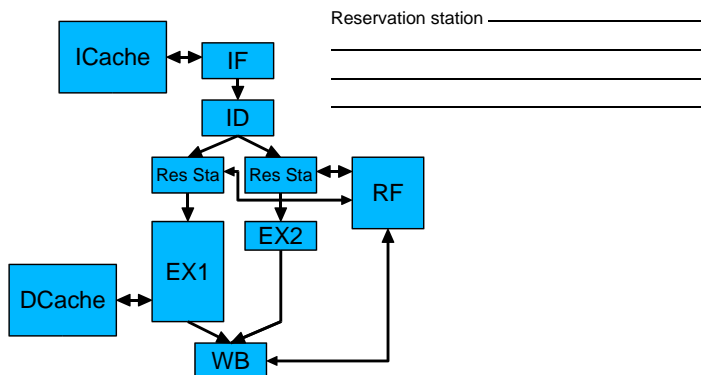 Reservation station
ICache
IF
ID
Res Sta
Res Sta
RF
EX2
EX1
DCache
WB